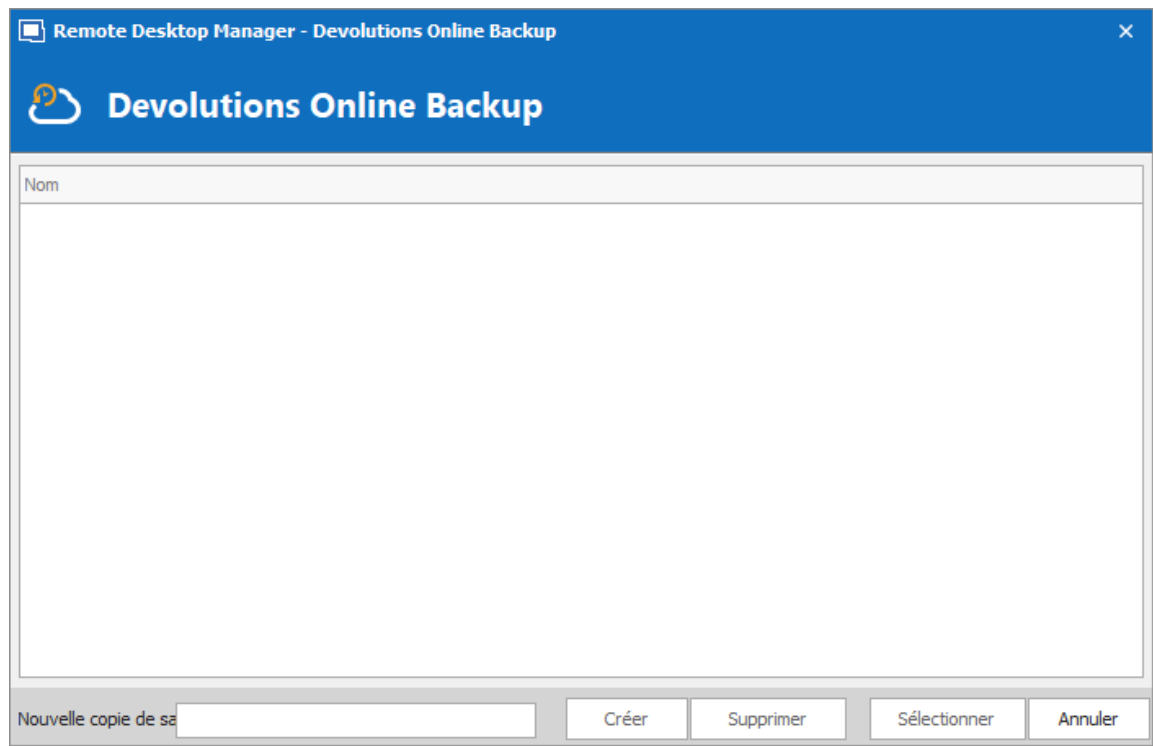 Remote Desktop Manager - Devolutions Online Backup
Devolutions Online Backup
Nom
Nouvelle copie de sa
Créer
Supprimer
Sélectionner
Annuler